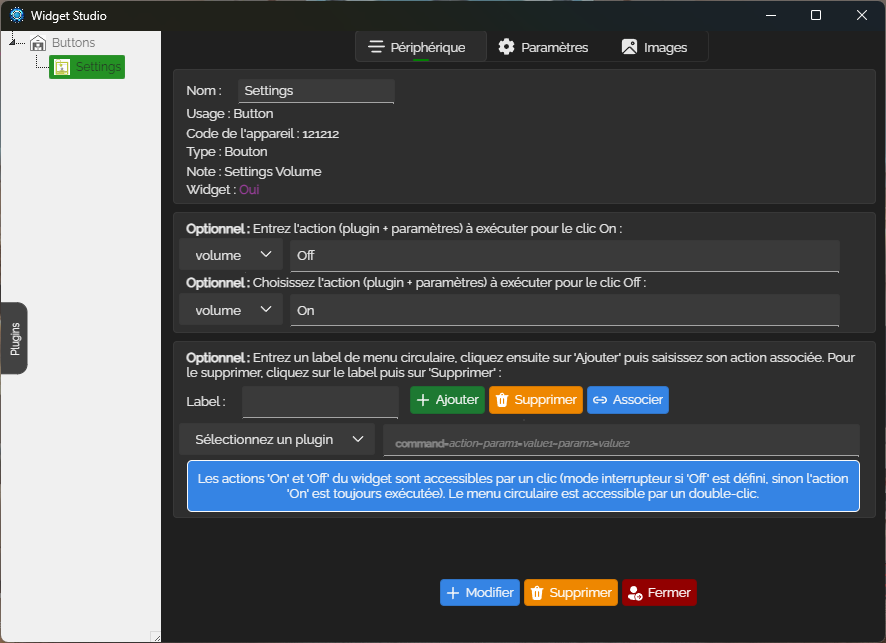 Widget Studio
Buttons
Settings
Périphérique
Paramètres
Images
Nom :
Settings
Usage : Button
Code de l'appareil : 121212
Type : Bouton
Note : Settings Volume
Widget : Oui
Optionnel : Entrez l'action (plugin + paramètres) à exécuter pour le clic On :
volume
Off
Optionnel : Choisissez l'action (plugin + paramètres) à exécuter pour le clic Off :
volume
On
Plugins
Optionnel : Entrez un label de menu circulaire, cliquez ensuite sur 'Ajouter' puis saisissez son action associée. Pour
le supprimer, cliquez sur le label puis sur 'Supprimer' :
Label :
Ajouter
Supprimer
Associer
Sélectionnez un plugin
command=action~param1=value1~param2=value2
Les actions 'On' et 'Off' du widget sont accessibles par un clic (mode interrupteur si 'Off' est défini, sinon l'action
'On' est toujours exécutée). Le menu circulaire est accessible par un double-clic.
Modifier
Supprimer
Fermer